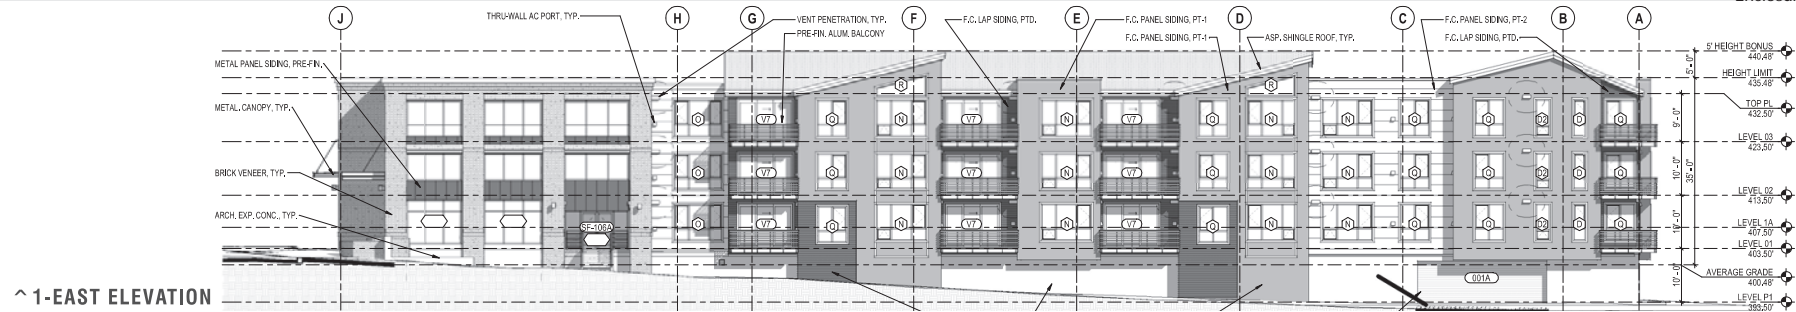 J
H
G
F
E
D
C
B
A
THRU-WALL AC PORT, TYP.
VENT PENETRATION, TYP.
PRE-FIN. ALUM. BALCONY
F.C. LAP SIDING, PTD.
F.C. PANEL SIDING, PT-1
F.C. PANEL SIDING, PT-1
ASP. SHINGLE ROOF, TYP.
F.C. PANEL SIDING, PT-2
F.C. LAP SIDING, PTD.
METAL PANEL SIDING, PRE-FIN.
METAL. CANOPY, TYP.
BRICK VENEER, TYP.
ARCH. EXP. CONC., TYP.
5' HEIGHT BONUS
440.48'
HEIGHT LIMIT
435.48'
TOP PL
432.50'
LEVEL 03
423.50'
LEVEL 02
413.50'
LEVEL 1A
407.50'
LEVEL 01
403.50'
AVERAGE GRADE
400.48'
LEVEL P1
393.50'
5'- 0"
9'- 0"
10'- 0"
35'- 0"
10'- 0"
R
R
O V7 Q N V7 N V7 Q N N Q Q D2 D Q
O V7 Q N V7 N V7 Q N N Q Q D2 D Q
O V7 Q N V7 N V7 Q N N Q Q D2 D Q
SF-106A
001A
^ 1-EAST ELEVATION